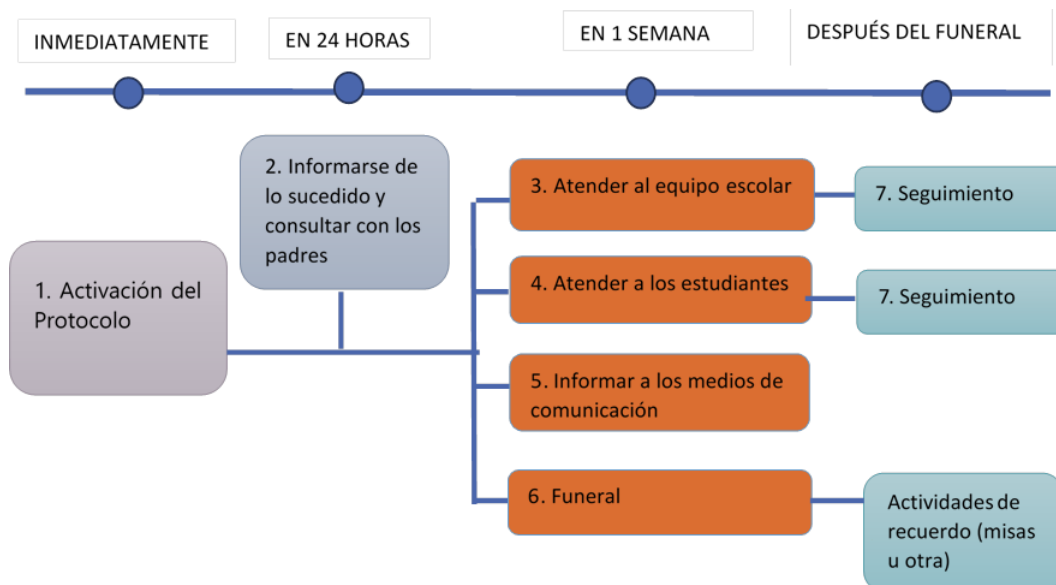 INMEDIATAMENTE
EN 24 HORAS
EN 1 SEMANA
DESPUÉS DEL FUNERAL
1. Activación del
Protocolo
2. Informarse de
lo sucedido y
consultar con los
padres
3. Atender al equipo escolar
7. Seguimiento
4. Atender a los estudiantes
7. Seguimiento
5. Informar a los medios de
comunicación
6. Funeral
Actividades de
recuerdo (misas
u otra)